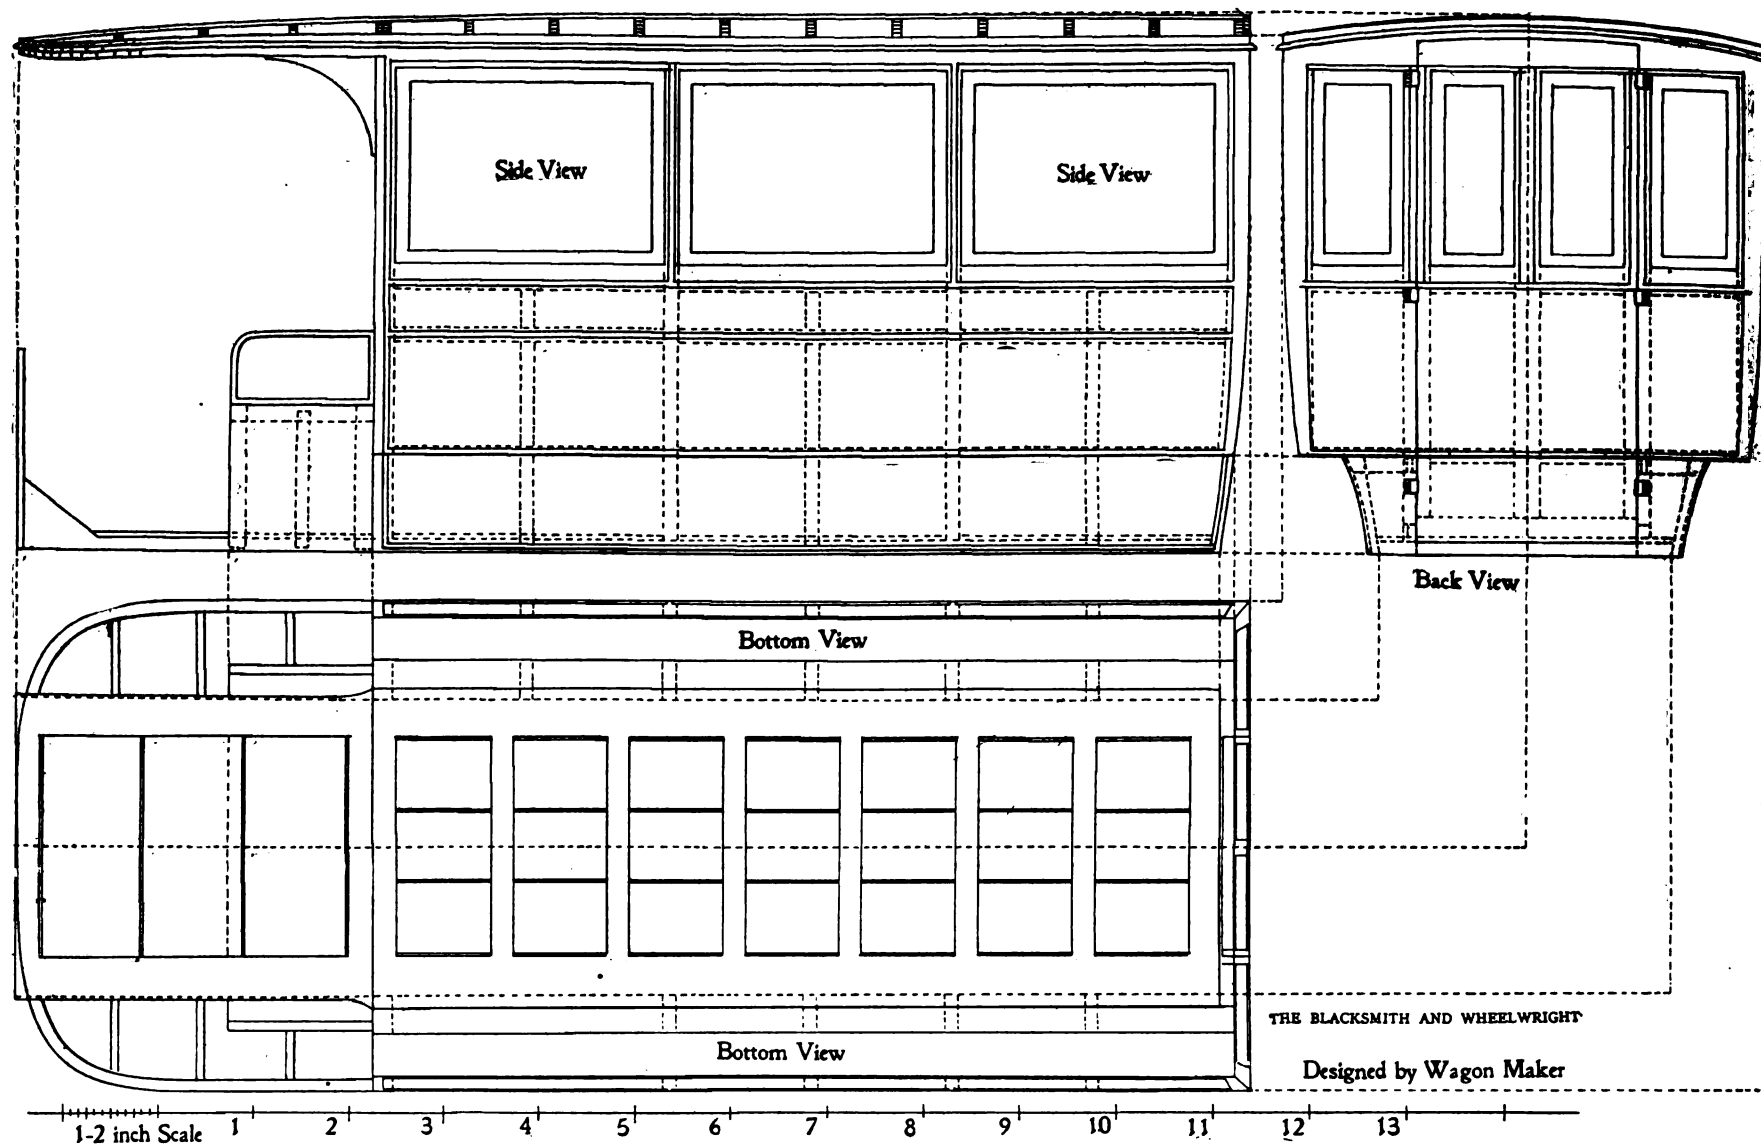 Side View
Side View
Back View
Bottom View
THE BLACKSMITH AND WHEELWRIGHT
Bottom View
Designed by Wagon Maker
1-2 inch Scale 1 2 3 4 5 6 7 8 9 10 11 12 13